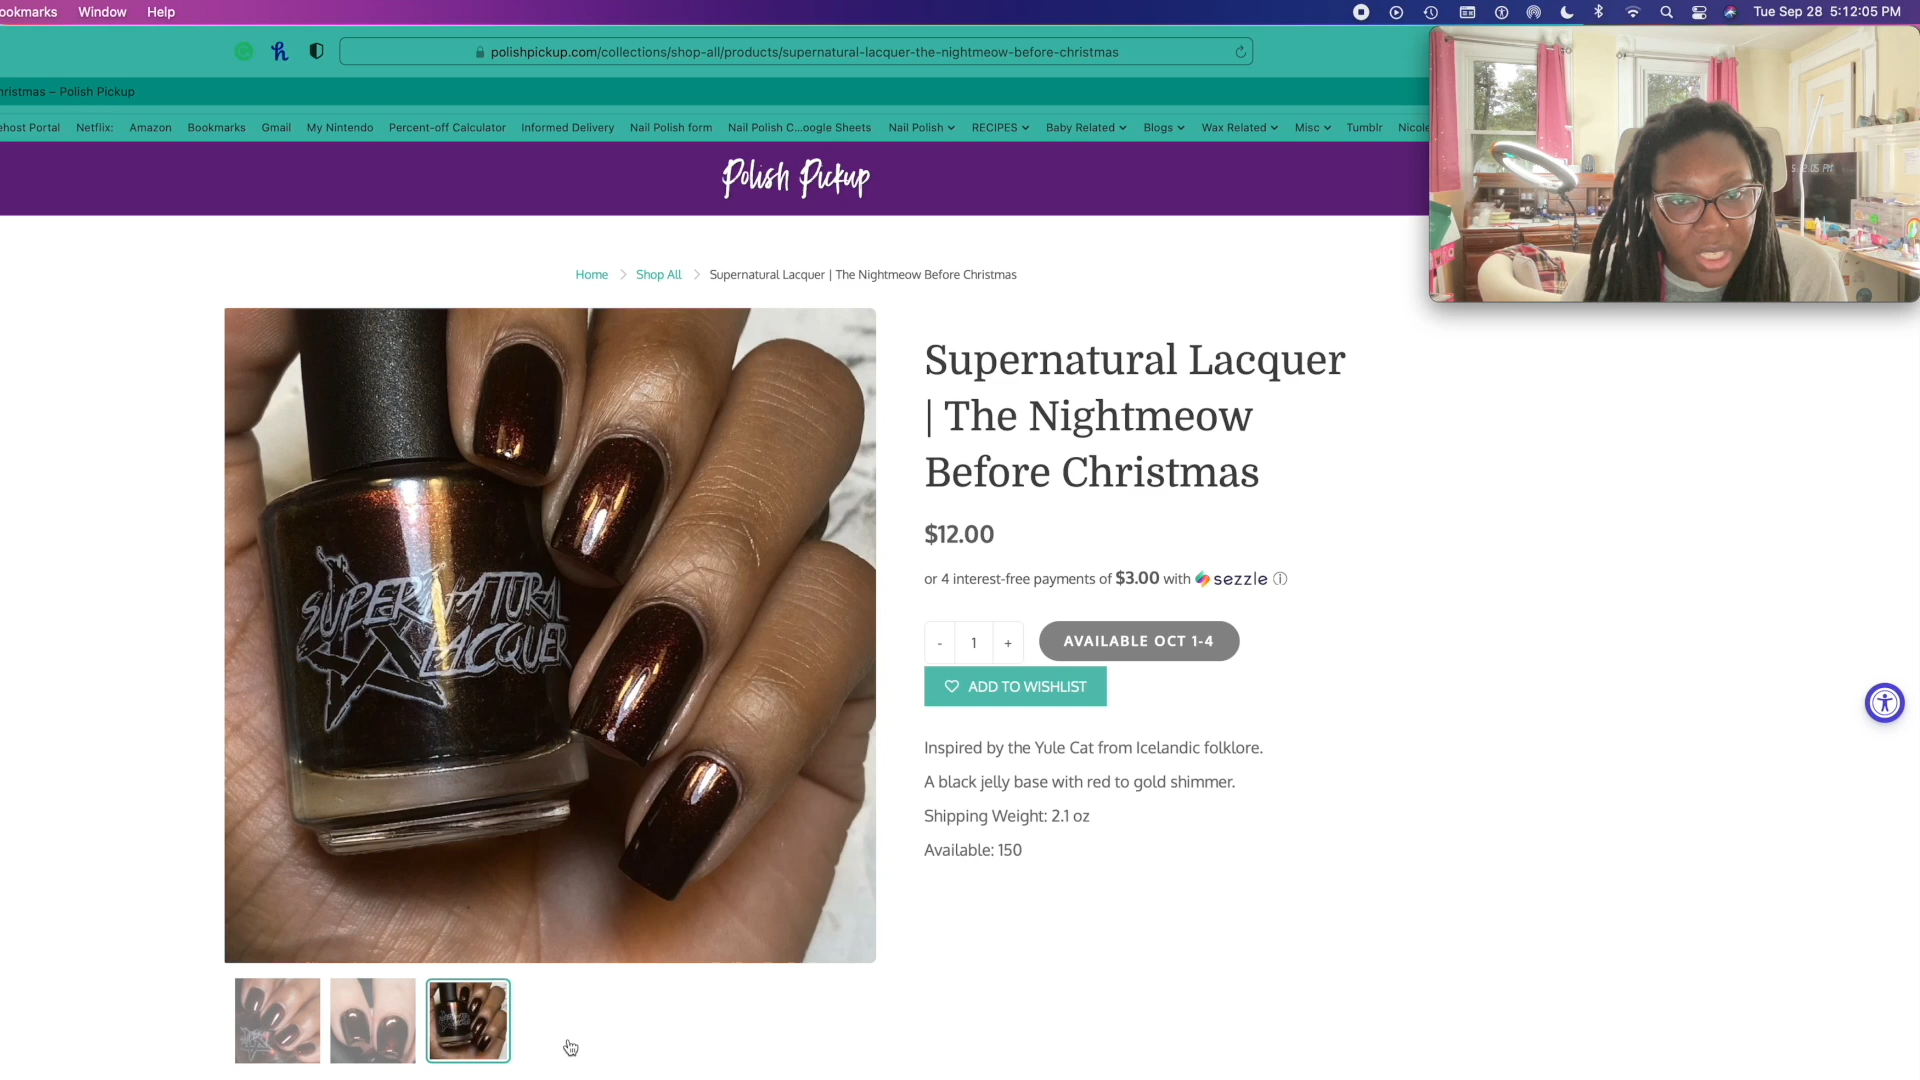 ookmarks Window Help
Tue Sep 28 5:12:05 PM
h
polishpickup.com/collections/shop-all/products/supernatural-lacquer-the-nightmeow-before-christmas
hristmas – Polish Pickup
ehost Portal Netflix: Amazon Bookmarks Gmail My Nintendo Percent-off Calculator Informed Delivery Nail Polish form Nail Polish C...oogle Sheets Nail Polish RECIPES Baby Related Blogs Wax Related Misc Tumblr Nicole
Polish Pickup
5:12:05 PM
Home Shop All Supernatural Lacquer | The Nightmeow Before Christmas
SUPERNATURAL
LACQUER
Supernatural Lacquer
| The Nightmeow
Before Christmas
$12.00
or 4 interest-free payments of $3.00 with sezzle
- 1 + AVAILABLE OCT 1-4
ADD TO WISHLIST
Inspired by the Yule Cat from Icelandic folklore.
A black jelly base with red to gold shimmer.
Shipping Weight: 2.1 oz
Available: 150